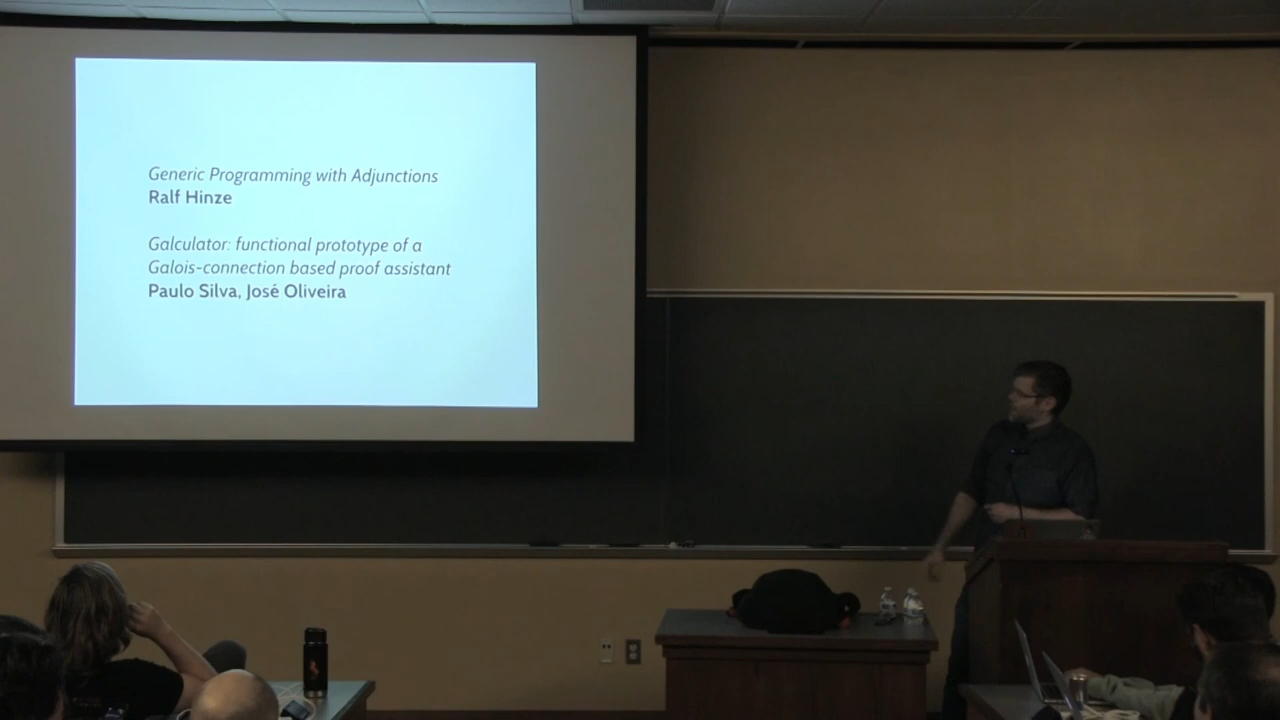 Generic Programming with Adjunctions
Ralf Hinze
Galculator: functional prototype of a
Galois-connection based proof assistant
Paulo Silva, José Oliveira